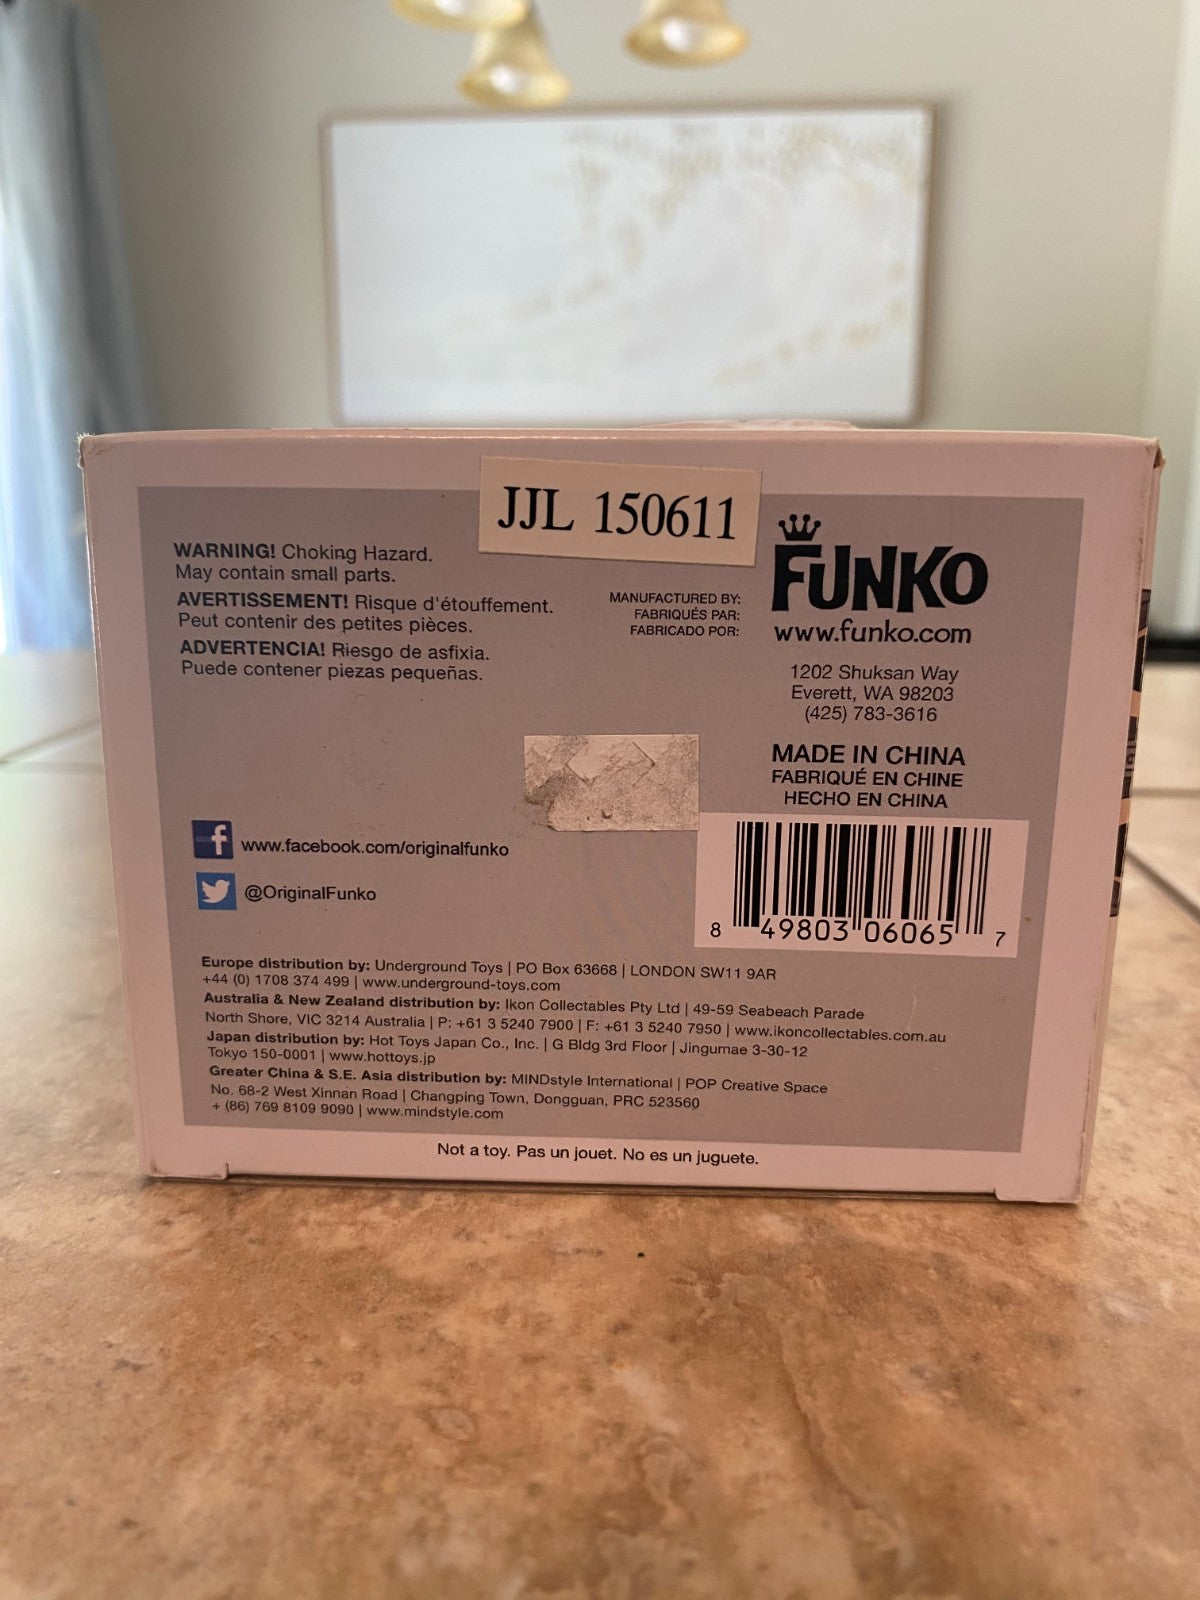 JJL 150611
WARNING! Choking Hazard.
May contain small parts.
AVERTISSEMENT! Risque d'étouffement.
Peut contenir des petites pièces.
ADVERTENCIA! Riesgo de asfixia.
Puede contener piezas pequeñas.
MANUFACTURED BY:
FABRIQUÉS PAR:
FABRICADO POR:
FUNKO
www.funko.com
1202 Shuksan Way
Everett, WA 98203
(425) 783-3616
MADE IN CHINA
FABRIQUÉ EN CHINE
HECHO EN CHINA
f www.facebook.com/originalfunko
@OriginalFunko
8 49803 06065 7
Europe distribution by: Underground Toys | PO Box 63668 | LONDON SW11 9AR
+44 (0) 1708 374 499 | www.underground-toys.com
Australia & New Zealand distribution by: Ikon Collectables Pty Ltd | 49-59 Seabeach Parade
North Shore, VIC 3214 Australia | P: +61 3 5240 7900 | F: +61 3 5240 7950 | www.ikoncollectables.com.au
Japan distribution by: Hot Toys Japan Co., Inc. | G Bldg 3rd Floor | Jingumae 3-30-12
Tokyo 150-0001 | www.hottoys.jp
Greater China & S.E. Asia distribution by: MINDstyle International | POP Creative Space
No. 68-2 West Xinnan Road | Changping Town, Dongguan, PRC 523560
+ (86) 769 8109 9090 | www.mindstyle.com
Not a toy. Pas un jouet. No es un juguete.